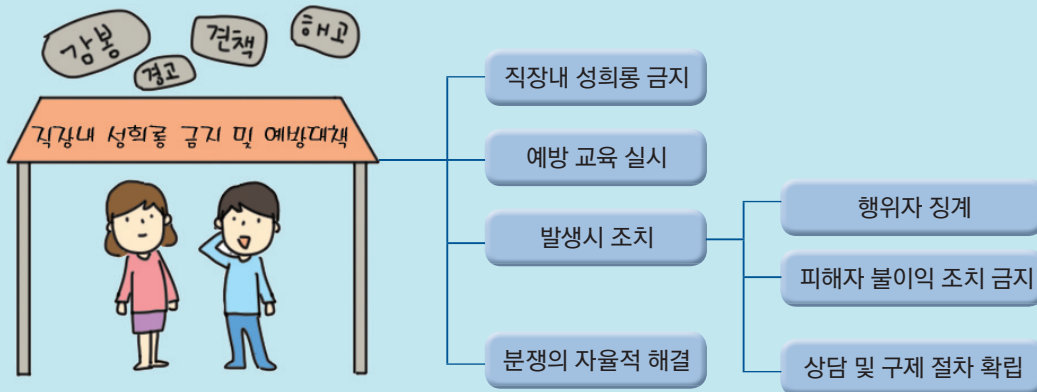 감봉
경고
견책
해고
직장내 성희롱 금지 및 예방대책
직장내 성희롱 금지
예방 교육 실시
발생시 조치
행위자 징계
피해자 불이익 조치 금지
상담 및 구제 절차 확립
분쟁의 자율적 해결